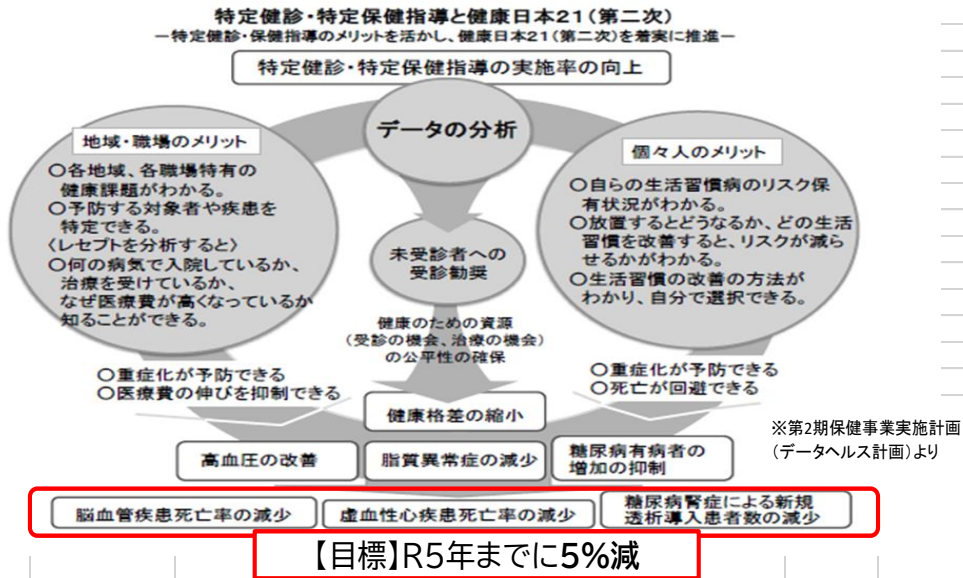 特定健診・特定保健指導と健康日本21(第二次)
－特定健診・保健指導のメリットを活かし、健康日本21(第二次)を着実に推進－
特定健診・特定保健指導の実施率の向上
データの分析
地域・職場のメリット
○各地域、各職場特有の
健康課題がわかる。
○予防する対象者や疾患を
特定できる。
〈レセプトを分析すると〉
○何の病気で入院しているか、
治療を受けているか、
なぜ医療費が高くなっているか
知ることができる。
個々人のメリット
○自らの生活習慣病のリスク保
有状況がわかる。
○放置するとどうなるか、どの生活
習慣を改善すると、リスクが減ら
せるかがわかる。
○生活習慣の改善の方法が
わかり、自分で選択できる。
未受診者への
受診勧奨
健康のための資源
(受診の機会、治療の機会)
の公平性の確保
○重症化が予防できる
○医療費の伸びを抑制できる
○重症化が予防できる
○死亡が回避できる
健康格差の縮小
※第2期保健事業実施計画
(データヘルス計画)より
高血圧の改善
脂質異常症の減少
糖尿病有病者の
増加の抑制
脳血管疾患死亡率の減少
虚血性心疾患死亡率の減少
糖尿病腎症による新規
透析導入患者数の減少
【目標】R5年までに5%減